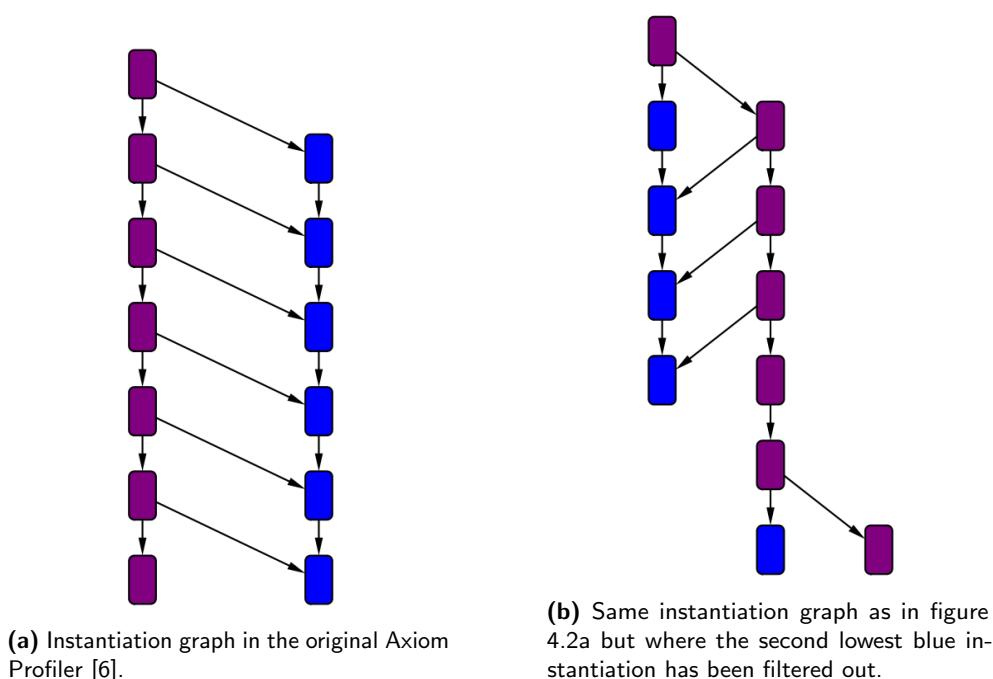 (a) Instantiation graph in the original Axiom
Profiler [6].
(b) Same instantiation graph as in figure
4.2a but where the second lowest blue in-
stantiation has been filtered out.